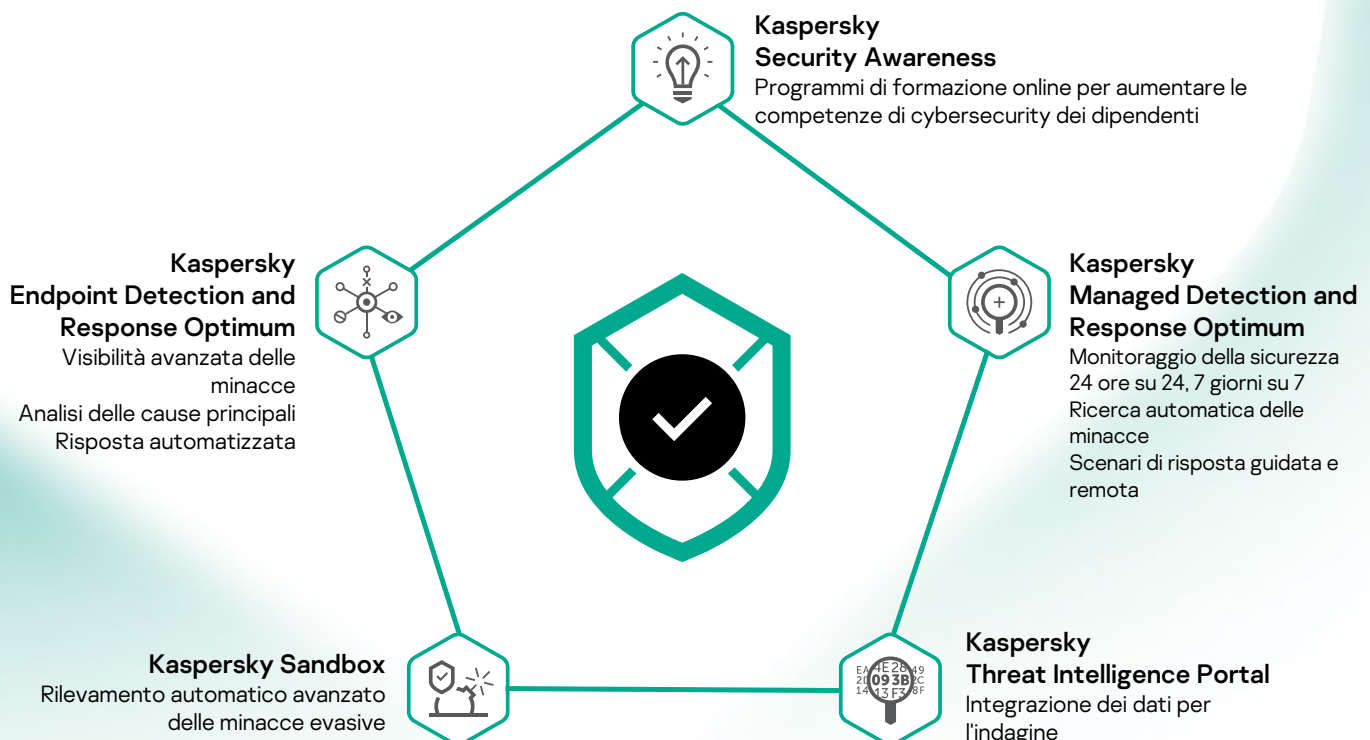 Kaspersky
Security Awareness
Programmi di formazione online per aumentare le
competenze di cybersecurity dei dipendenti
Kaspersky
Endpoint Detection and
Response Optimum
Visibilità avanzata delle
minacce
Analisi delle cause principali
Risposta automatizzata
Kaspersky
Managed Detection and
Response Optimum
Monitoraggio della sicurezza
24 ore su 24, 7 giorni su 7
Ricerca automatica delle
minacce
Scenari di risposta guidata e
remota
Kaspersky Sandbox
Rilevamento automatico avanzato
delle minacce evasive
093B
Kaspersky
Threat Intelligence Portal
Integrazione dei dati per
l'indagine